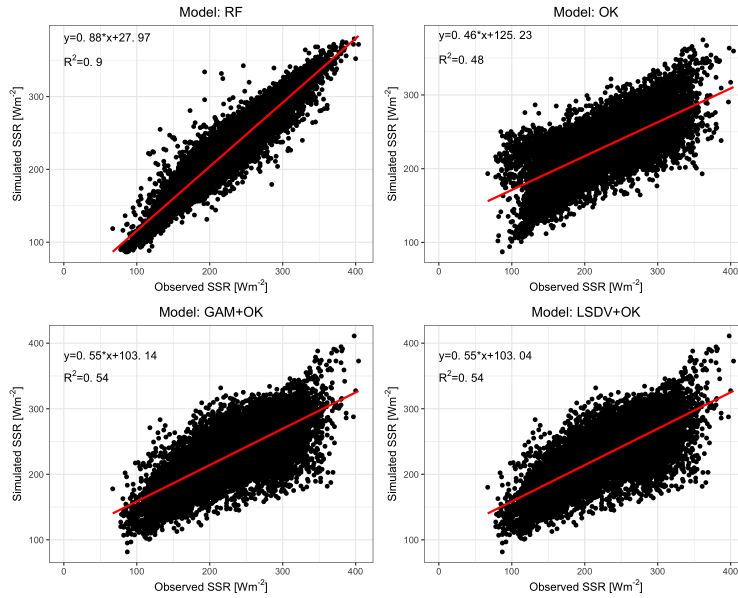 Model: RF
y=0. 88*x+27. 97
R²=0. 9
300
200
100
Simulated SSR [Wm⁻²]
0 100 200 300 400
Observed SSR [Wm⁻²]
Model: OK
y=0. 46*x+125. 23
R²=0. 48
300
200
100
Simulated SSR [Wm⁻²]
0 100 200 300 400
Observed SSR [Wm⁻²]
Model: GAM+OK
400
y=0. 55*x+103. 14
R²=0. 54
300
200
100
Simulated SSR [Wm⁻²]
0 100 200 300 400
Observed SSR [Wm⁻²]
Model: LSDV+OK
400
y=0. 55*x+103. 04
R²=0. 54
300
200
100
Simulated SSR [Wm⁻²]
0 100 200 300 400
Observed SSR [Wm⁻²]